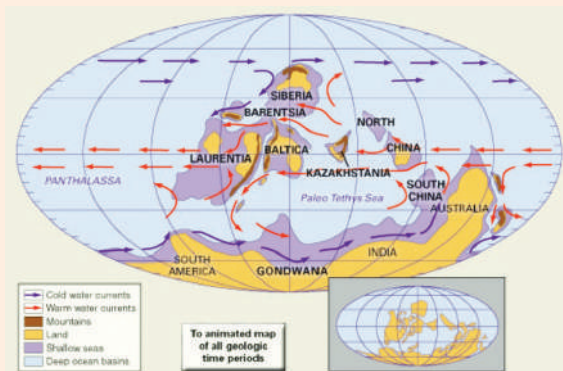 SIBERIA
BARENTSIA
NORTH
CHINA
LAURENTIA
BALTICA
KAZAKHSTANIA
PANTHALASSA
Paleo Tethys Sea
SOUTH
CHINA
AUSTRALIA
INDIA
SOUTH
AMERICA
GONDWANA
Cold water currents
Warm water currents
Mountains
Land
Shallow seas
Deep ocean basins
To animated map
of all geologic
time periods